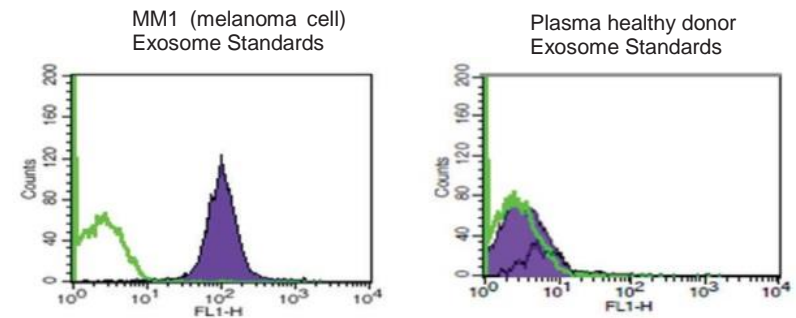 MM1 (melanoma cell)
Exosome Standards
Counts
200
160
120
80
40
0
10⁰
10¹
10²
10³
10⁴
FL1-H
Plasma healthy donor
Exosome Standards
Counts
200
160
120
80
40
0
10⁰
10¹
10²
10³
10⁴
FL1-H